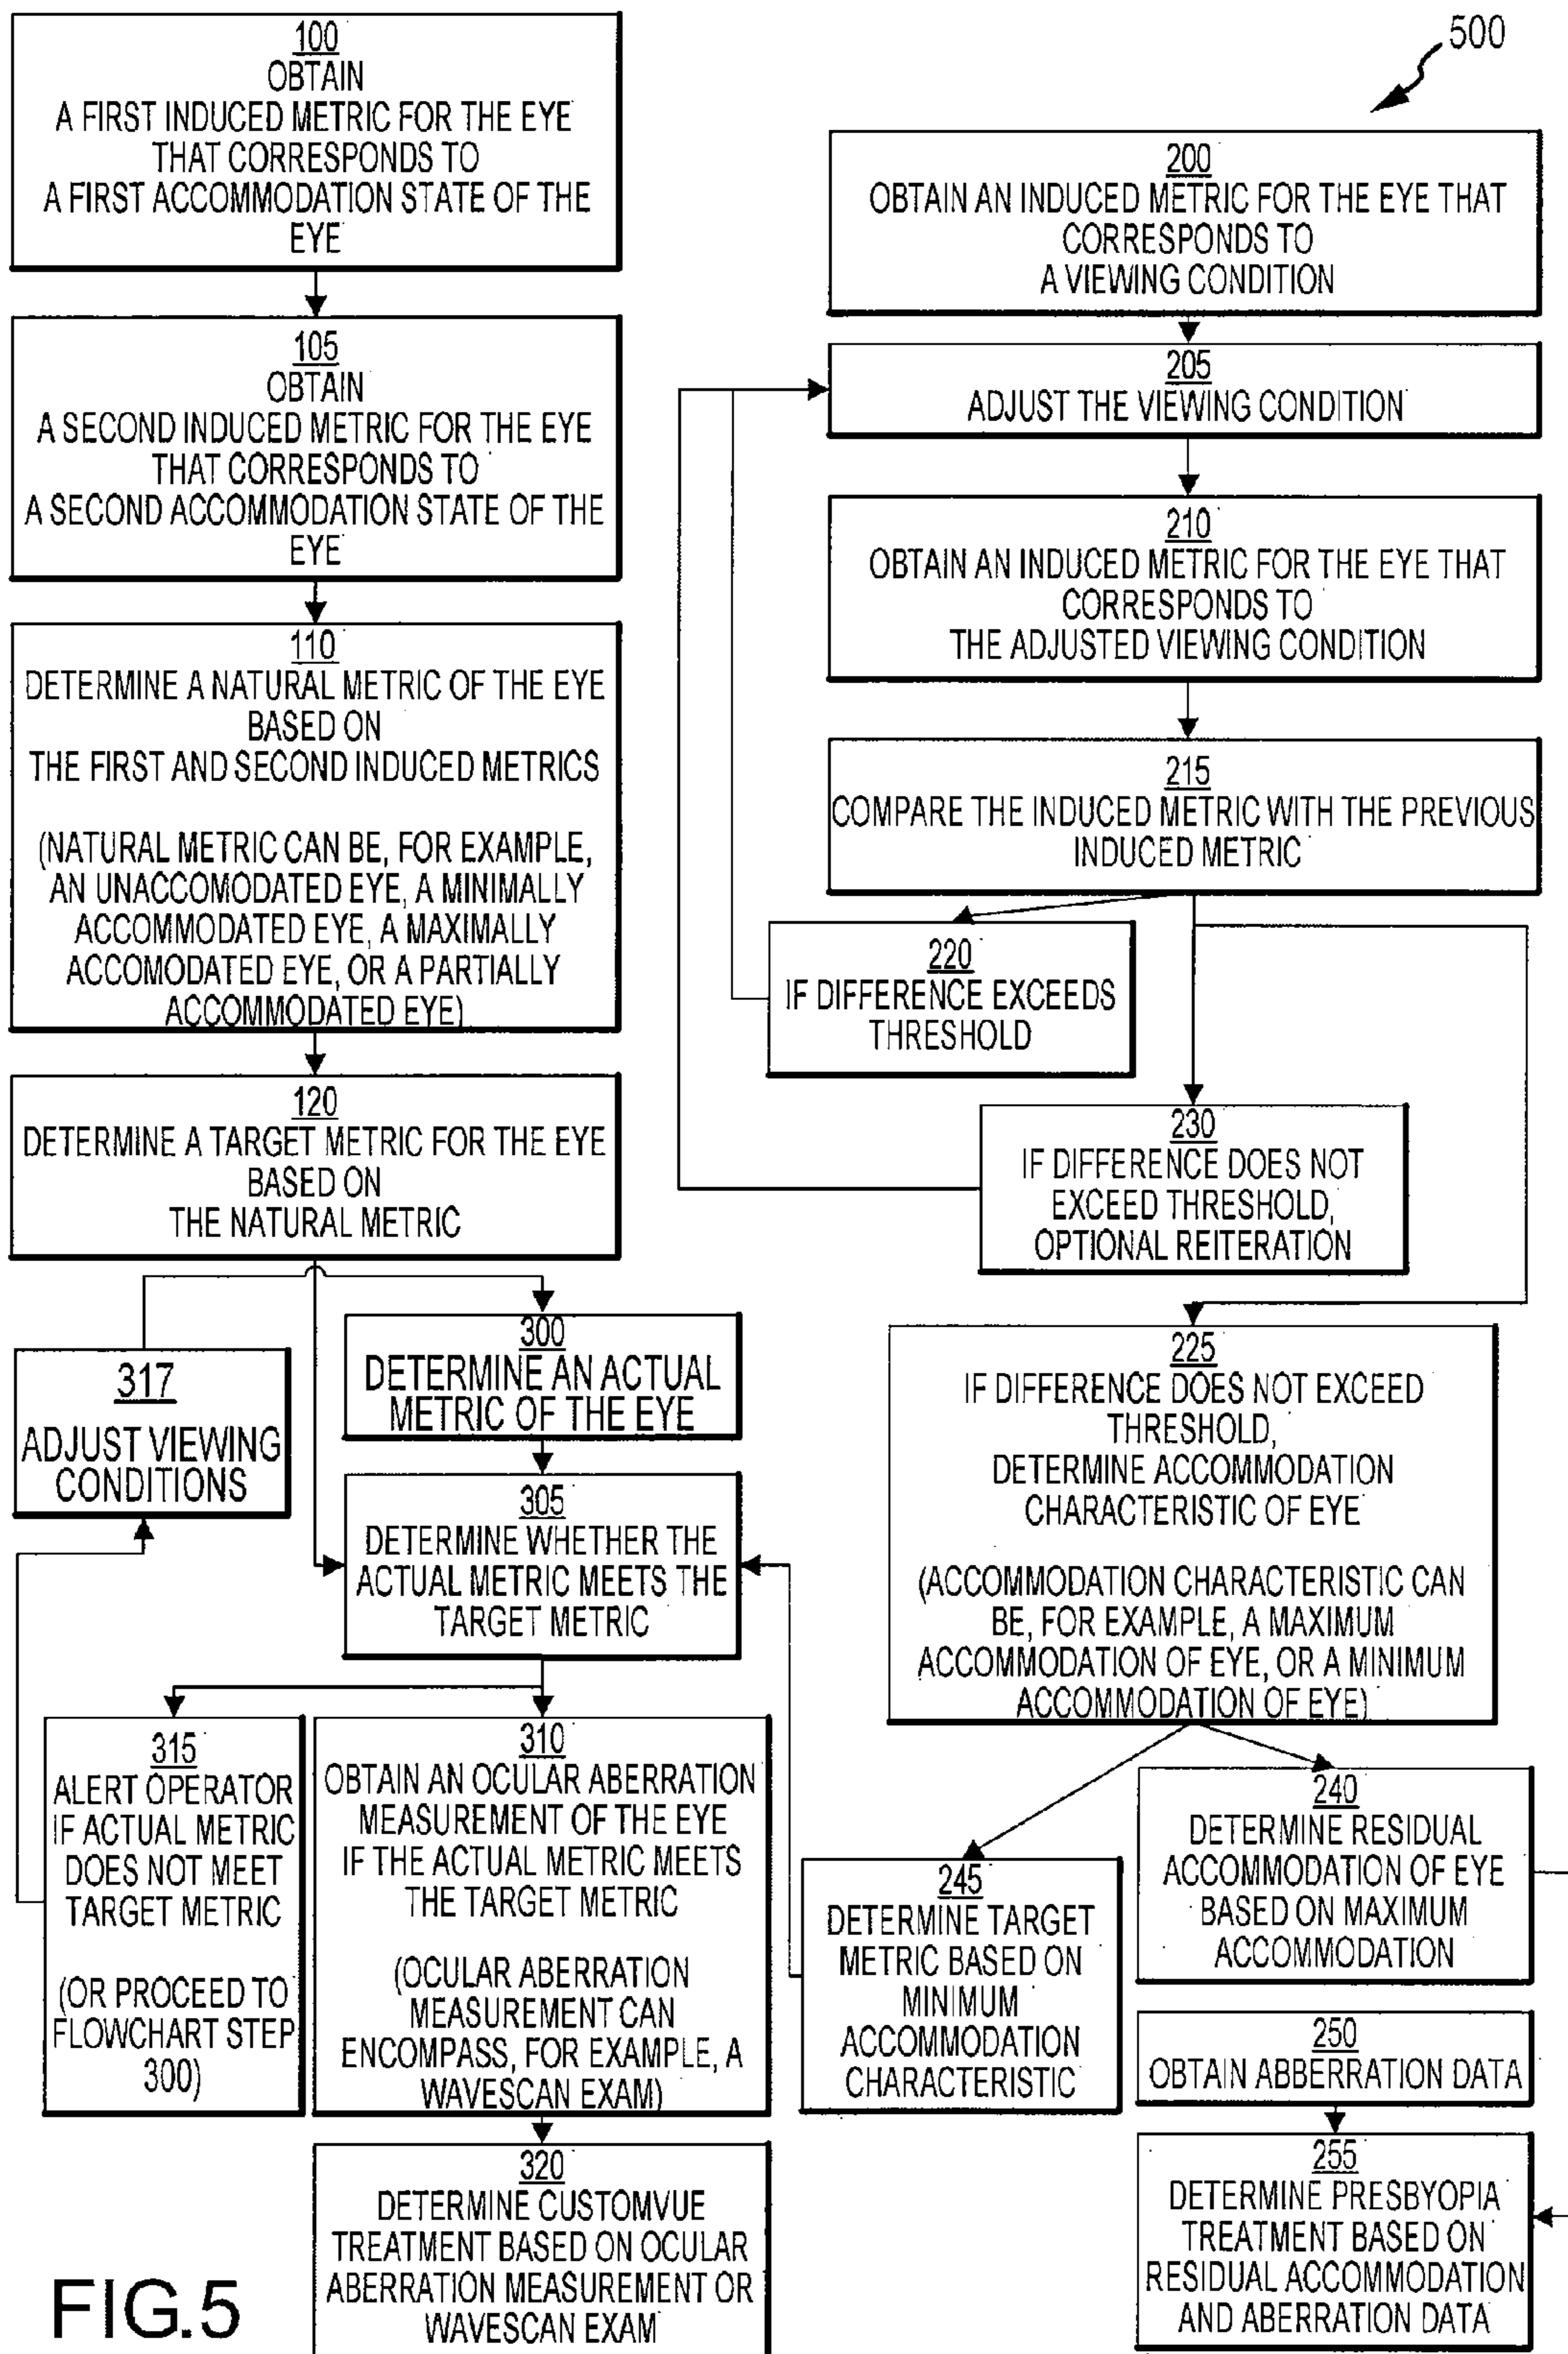 100
OBTAIN
A FIRST INDUCED METRIC FOR THE EYE
THAT CORRESPONDS TO
A FIRST ACCOMMODATION STATE OF THE
EYE
105
OBTAIN
A SECOND INDUCED METRIC FOR THE EYE
THAT CORRESPONDS TO
A SECOND ACCOMMODATION STATE OF THE
EYE
110
DETERMINE A NATURAL METRIC OF THE EYE
BASED ON
THE FIRST AND SECOND INDUCED METRICS
(NATURAL METRIC CAN BE, FOR EXAMPLE,
AN UNACCOMODATED EYE, A MINIMALLY
ACCOMMODATED EYE, A MAXIMALLY
ACCOMODATED EYE, OR A PARTIALLY
ACCOMMODATED EYE)
120
DETERMINE A TARGET METRIC FOR THE EYE
BASED ON
THE NATURAL METRIC
317
ADJUST VIEWING
CONDITIONS
300
DETERMINE AN ACTUAL
METRIC OF THE EYE
305
DETERMINE WHETHER THE
ACTUAL METRIC MEETS THE
TARGET METRIC
315
ALERT OPERATOR
IF ACTUAL METRIC
DOES NOT MEET
TARGET METRIC
(OR PROCEED TO
FLOWCHART STEP
300)
310
OBTAIN AN OCULAR ABERRATION
MEASUREMENT OF THE EYE
IF THE ACTUAL METRIC MEETS
THE TARGET METRIC
(OCULAR ABERRATION
MEASUREMENT CAN
ENCOMPASS, FOR EXAMPLE, A
WAVESCAN EXAM)
320
DETERMINE CUSTOMVUE
TREATMENT BASED ON OCULAR
ABERRATION MEASUREMENT OR
WAVESCAN EXAM
500
200
OBTAIN AN INDUCED METRIC FOR THE EYE THAT
CORRESPONDS TO
A VIEWING CONDITION
205
ADJUST THE VIEWING CONDITION
210
OBTAIN AN INDUCED METRIC FOR THE EYE THAT
CORRESPONDS TO
THE ADJUSTED VIEWING CONDITION
215
COMPARE THE INDUCED METRIC WITH THE PREVIOUS
INDUCED METRIC
220
IF DIFFERENCE EXCEEDS
THRESHOLD
230
IF DIFFERENCE DOES NOT
EXCEED THRESHOLD,
OPTIONAL REITERATION
225
IF DIFFERENCE DOES NOT EXCEED
THRESHOLD,
DETERMINE ACCOMMODATION
CHARACTERISTIC OF EYE
(ACCOMMODATION CHARACTERISTIC CAN
BE, FOR EXAMPLE, A MAXIMUM
ACCOMMODATION OF EYE, OR A MINIMUM
ACCOMMODATION OF EYE)
245
DETERMINE TARGET
METRIC BASED ON
MINIMUM
ACCOMMODATION
CHARACTERISTIC
240
DETERMINE RESIDUAL
ACCOMMODATION OF EYE
BASED ON MAXIMUM
ACCOMMODATION
250
OBTAIN ABBERRATION DATA
255
DETERMINE PRESBYOPIA
TREATMENT BASED ON
RESIDUAL ACCOMMODATION
AND ABERRATION DATA
FIG.5